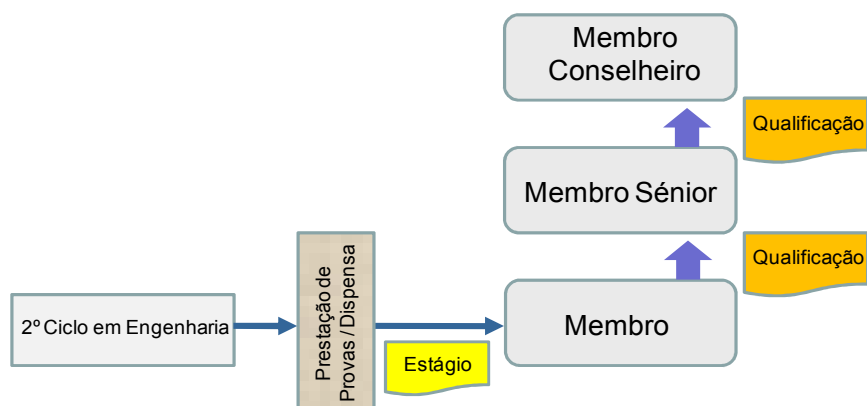 Membro
Conselheiro
Qualificação
Membro Sénior
Qualificação
2º Ciclo em Engenharia
Prestação de
Provas / Dispensa
Membro
Estágio